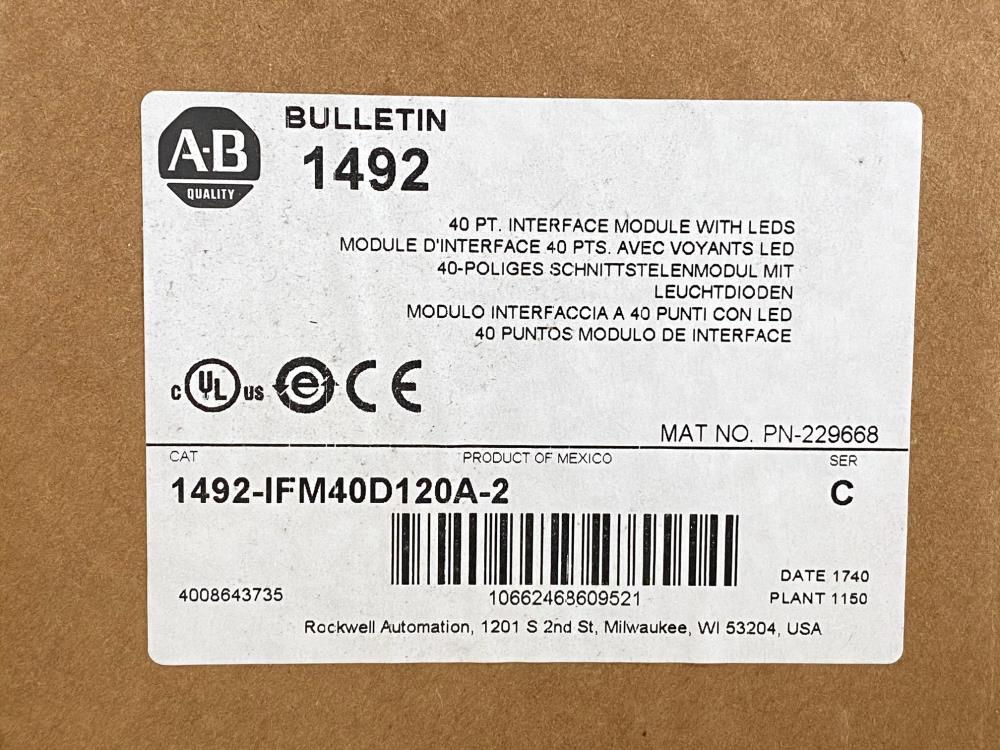 A-B
QUALITY
BULLETIN
1492
40 PT. INTERFACE MODULE WITH LEDS
MODULE D'INTERFACE 40 PTS. AVEC VOYANTS LED
40-POLIGES SCHNITTSTELENMODUL MIT
LEUCHTDIODEN
MODULO INTERFACCIA A 40 PUNTI CON LED
40 PUNTOS MODULO DE INTERFACE
C UL US e CE
MAT NO. PN-229668
CAT PRODUCT OF MEXICO SER
1492-IFM40D120A-2 C
4008643735 10662468609521 DATE 1740
PLANT 1150
Rockwell Automation, 1201 S 2nd St, Milwaukee, WI 53204, USA